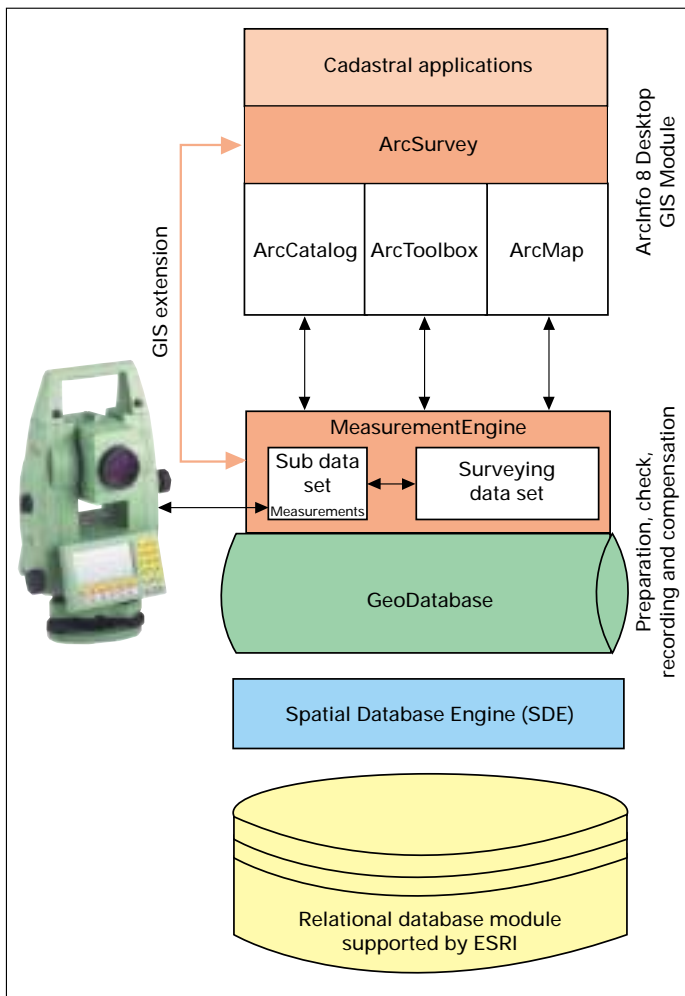 Cadastral applications
ArcSurvey
ArcCatalog
ArcToolbox
ArcMap
ArcInfo 8 Desktop
GIS Module
GIS extension
MeasurementEngine
Sub data
set
Measurements
Surveying
data set
Preparation, check,
recording and compensation
GeoDatabase
Spatial Database Engine (SDE)
Relational database module
supported by ESRI